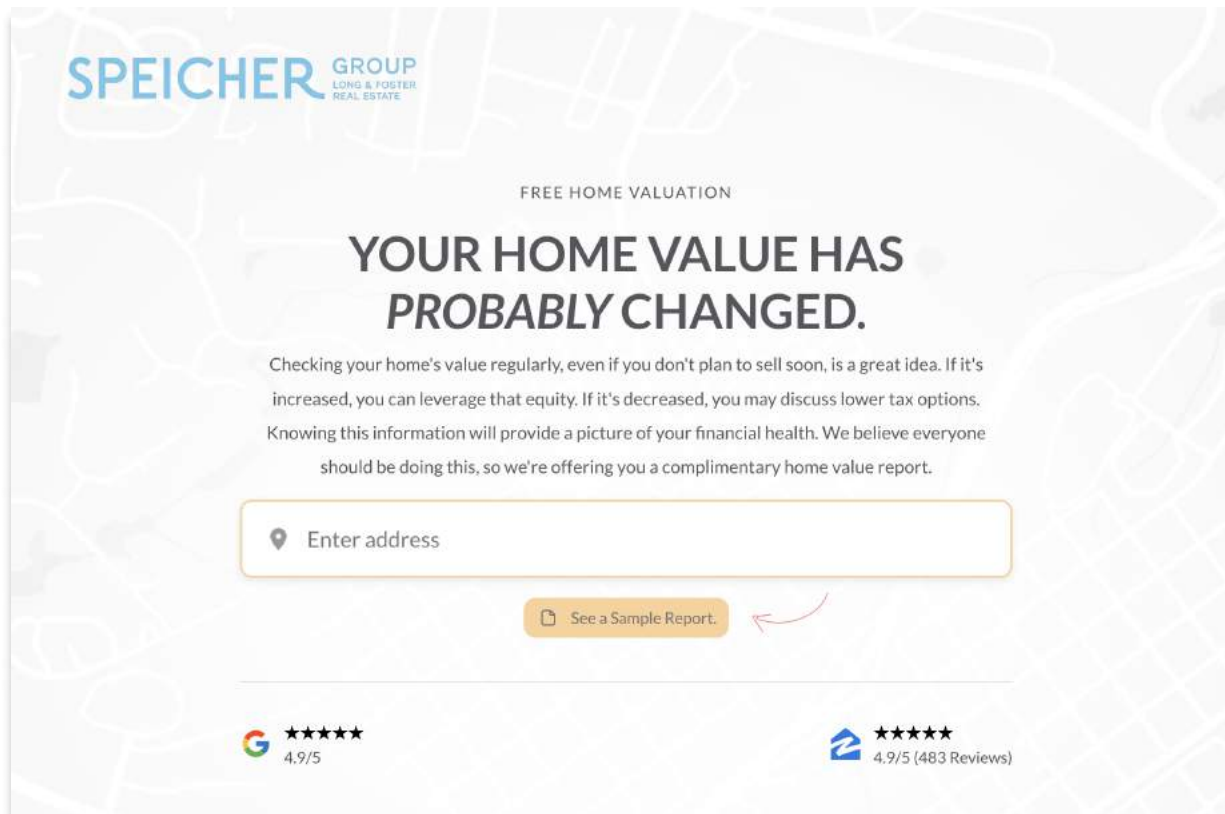 SPEICHER GROUP
LONG & FOSTER
REAL ESTATE
FREE HOME VALUATION
YOUR HOME VALUE HAS
PROBABLY CHANGED.
Checking your home's value regularly, even if you don't plan to sell soon, is a great idea. If it's
increased, you can leverage that equity. If it's decreased, you may discuss lower tax options.
Knowing this information will provide a picture of your financial health. We believe everyone
should be doing this, so we're offering you a complimentary home value report.
Enter address
See a Sample Report.
★★★★★
4.9/5
★★★★★
4.9/5 (483 Reviews)